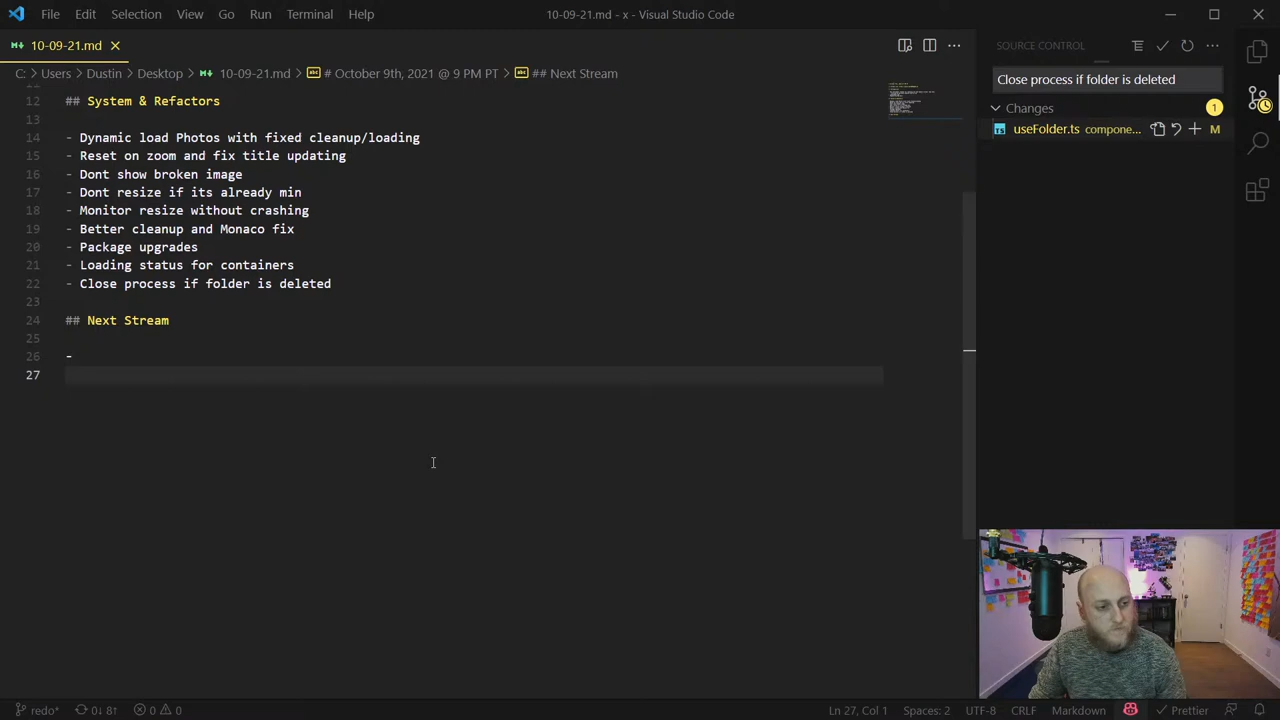 File Edit Selection View Go Run Terminal Help
10-09-21.md - x - Visual Studio Code
10-09-21.md
C: > Users > Dustin > Desktop > 10-09-21.md > # October 9th, 2021 @ 9 PM PT > ## Next Stream
12 ## System & Refactors
13
14 - Dynamic load Photos with fixed cleanup/loading
15 - Reset on zoom and fix title updating
16 - Dont show broken image
17 - Dont resize if its already min
18 - Monitor resize without crashing
19 - Better cleanup and Monaco fix
20 - Package upgrades
21 - Loading status for containers
22 - Close process if folder is deleted
23
24 ## Next Stream
25
26 -
27
SOURCE CONTROL
Close process if folder is deleted
Changes 1
useFolder.ts compone... M
redo* 0↓ 8↑ 0 0
Ln 27, Col 1 Spaces: 2 UTF-8 CRLF Markdown Prettier